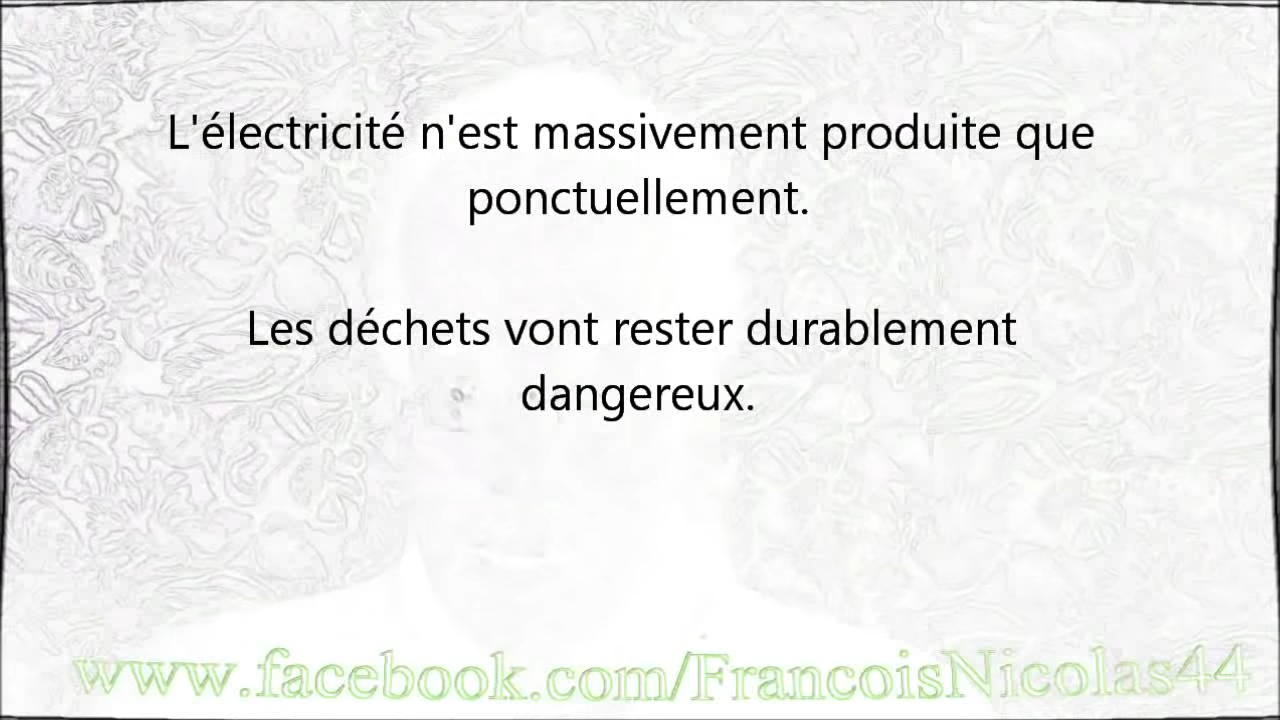 L'électricité n'est massivement produite que
ponctuellement.
Les déchets vont rester durablement
dangereux.
www.facebook.com/FrancoisNicolas44